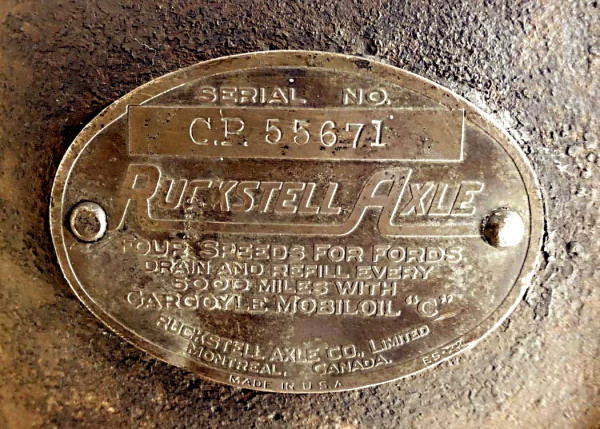 SERIAL NO.
C.P. 55671
RUCKSTELL AXLE
FOUR SPEEDS FOR FORDS
DRAIN AND REFILL EVERY
5000 MILES WITH
GARGOYLE MOBILOIL "C"
RUCKSTELL AXLE CO., LIMITED
MONTREAL, CANADA.
MADE IN U.S.A